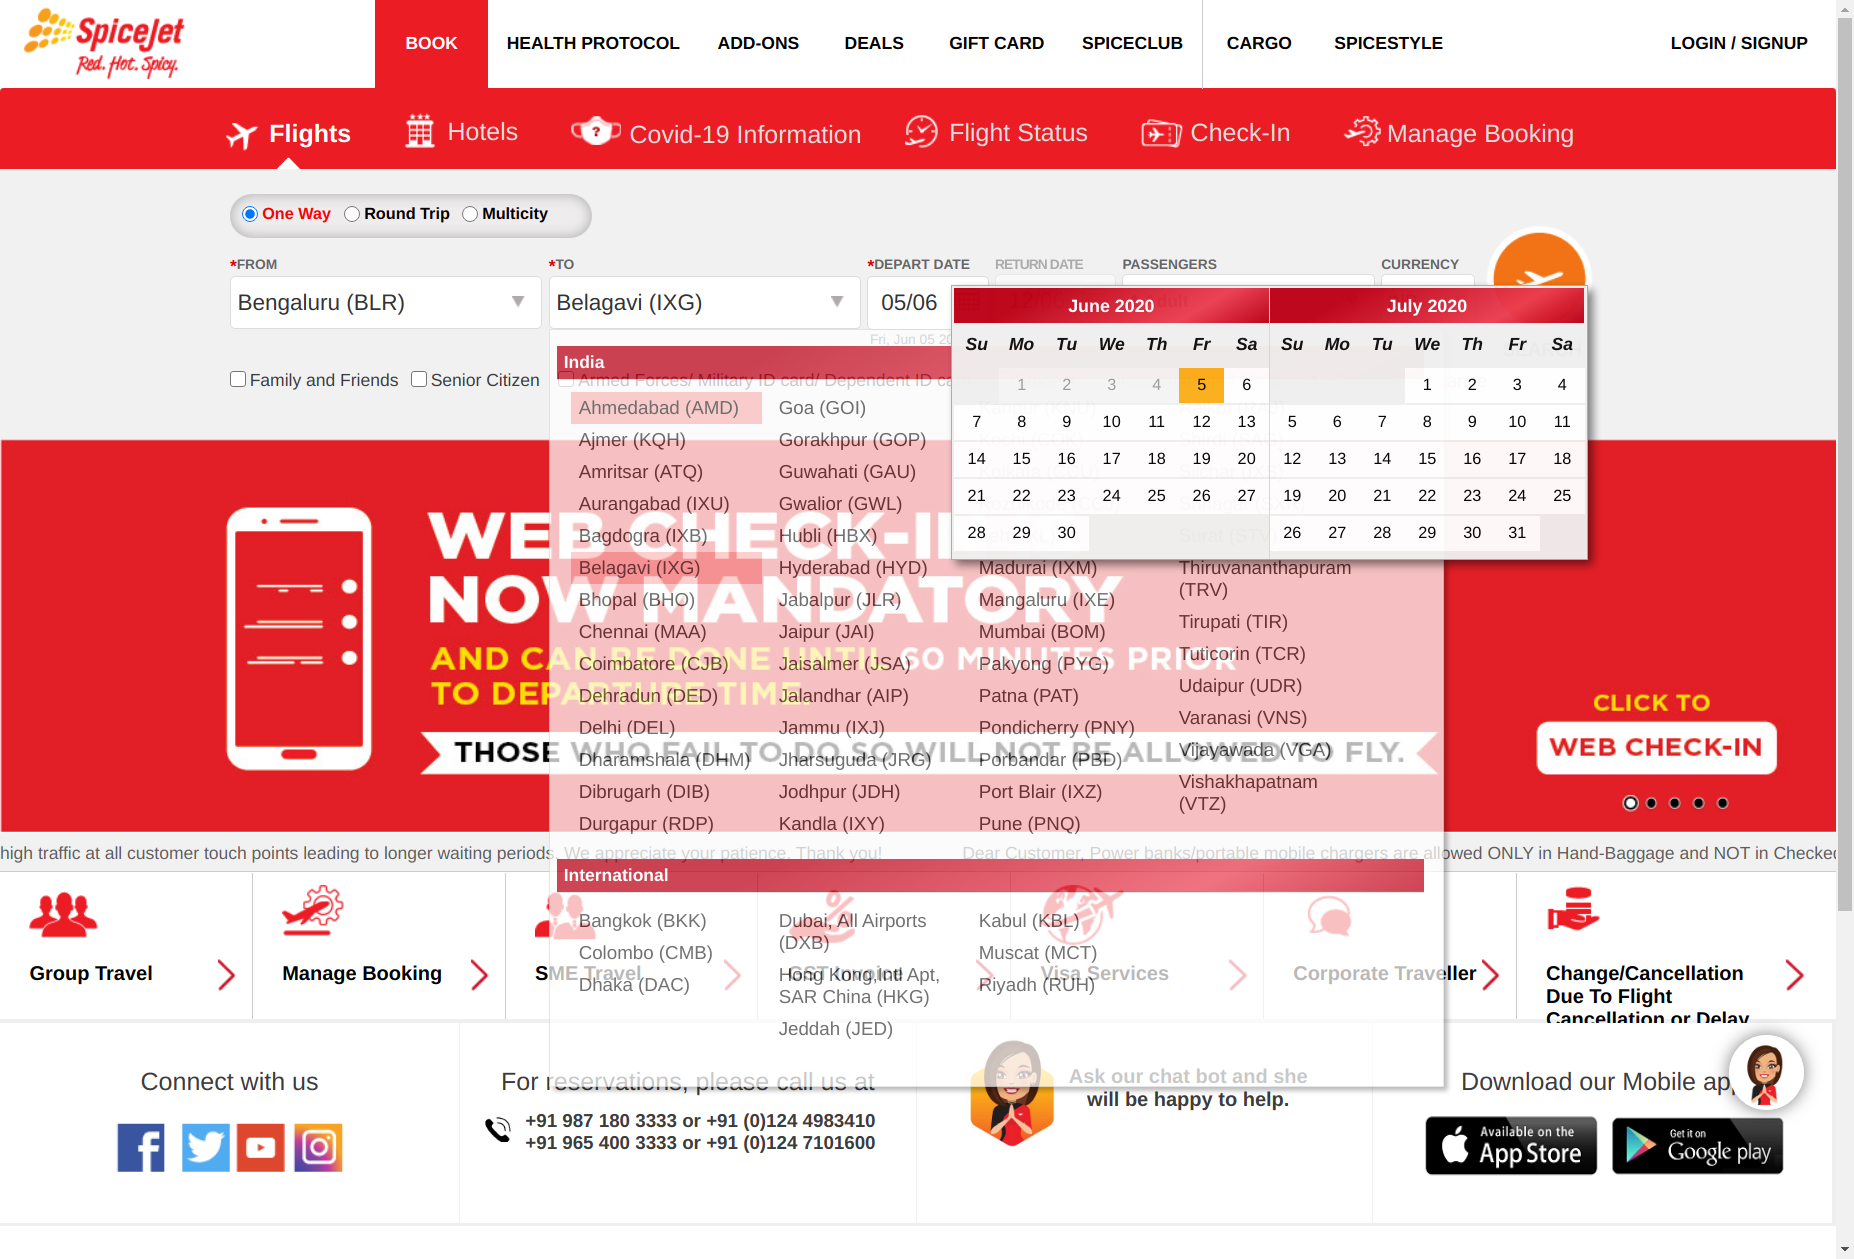 SpiceJet
Red. Hot. Spicy.
BOOK
HEALTH PROTOCOL
ADD-ONS
DEALS
GIFT CARD
SPICECLUB
CARGO
SPICESTYLE
LOGIN / SIGNUP
Flights
Hotels
Covid-19 Information
Flight Status
Check-In
Manage Booking
One Way
Round Trip
Multicity
*FROM
*TO
*DEPART DATE
RETURN DATE
PASSENGERS
CURRENCY
Bengaluru (BLR)
Belagavi (IXG)
05/06
Fri, Jun 05 20
Family and Friends
Senior Citizen
Armed Forces/ Military ID card/ Dependent ID ca
June 2020
Su Mo Tu We Th Fr Sa
1 2 3 4 5 6
7 8 9 10 11 12 13
14 15 16 17 18 19 20
21 22 23 24 25 26 27
28 29 30
July 2020
Su Mo Tu We Th Fr Sa
1 2 3 4
5 6 7 8 9 10 11
12 13 14 15 16 17 18
19 20 21 22 23 24 25
26 27 28 29 30 31
India
Ahmedabad (AMD)
Ajmer (KQH)
Amritsar (ATQ)
Aurangabad (IXU)
Bagdogra (IXB)
Belagavi (IXG)
Bhopal (BHO)
Chennai (MAA)
Coimbatore (CJB)
Dehradun (DED)
Delhi (DEL)
Dharamshala (DHM)
Dibrugarh (DIB)
Durgapur (RDP)
Goa (GOI)
Gorakhpur (GOP)
Guwahati (GAU)
Gwalior (GWL)
Hubli (HBX)
Hyderabad (HYD)
Jabalpur (JLR)
Jaipur (JAI)
Jaisalmer (JSA)
Jalandhar (AIP)
Jammu (IXJ)
Jharsuguda (JRG)
Jodhpur (JDH)
Kandla (IXY)
Madurai (IXM)
Mangaluru (IXE)
Mumbai (BOM)
Pakyong (PYG)
Patna (PAT)
Pondicherry (PNY)
Porbandar (PBD)
Port Blair (IXZ)
Pune (PNQ)
Thiruvananthapuram
(TRV)
Tirupati (TIR)
Tuticorin (TCR)
Udaipur (UDR)
Varanasi (VNS)
Vijayawada (VGA)
Vishakhapatnam
(VTZ)
International
Bangkok (BKK)
Colombo (CMB)
Dhaka (DAC)
Dubai, All Airports
(DXB)
Hong Kong,Intl Apt,
SAR China (HKG)
Jeddah (JED)
Kabul (KBL)
Muscat (MCT)
Riyadh (RUH)
WEB CHECK-I
NOW MANDATORY
AND CAN BE DONE UNTIL 60 MINUTES PRIOR
TO DEPARTURE TIME.
THOSE WHO FAIL TO DO SO WILL NOT BE ALLOWED TO FLY.
CLICK TO
WEB CHECK-IN
high traffic at all customer touch points leading to longer waiting periods. We appreciate your patience. Thank you!
Dear Customer, Power banks/portable mobile chargers are allowed ONLY in Hand-Baggage and NOT in Checked
Group Travel
Manage Booking
SME Travel
Visa Services
Corporate Traveller
Change/Cancellation
Due To Flight
Cancellation or Delay
Connect with us
For reservations, please call us at
+91 987 180 3333 or +91 (0)124 4983410
+91 965 400 3333 or +91 (0)124 7101600
Ask our chat bot and she
will be happy to help.
Download our Mobile ap
Available on the
App Store
Get it on
Google play